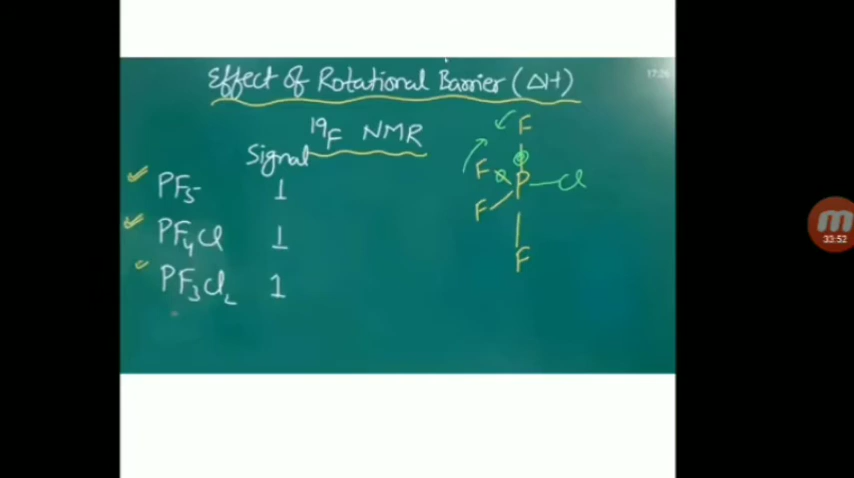 Effect of Rotational Barrier (ΔH)
17:26
¹⁹F NMR
Signal
PF₅ 1
PF₄Cl 1
PF₃Cl₂ 1
F
F
P—Cl
F
F
33:52